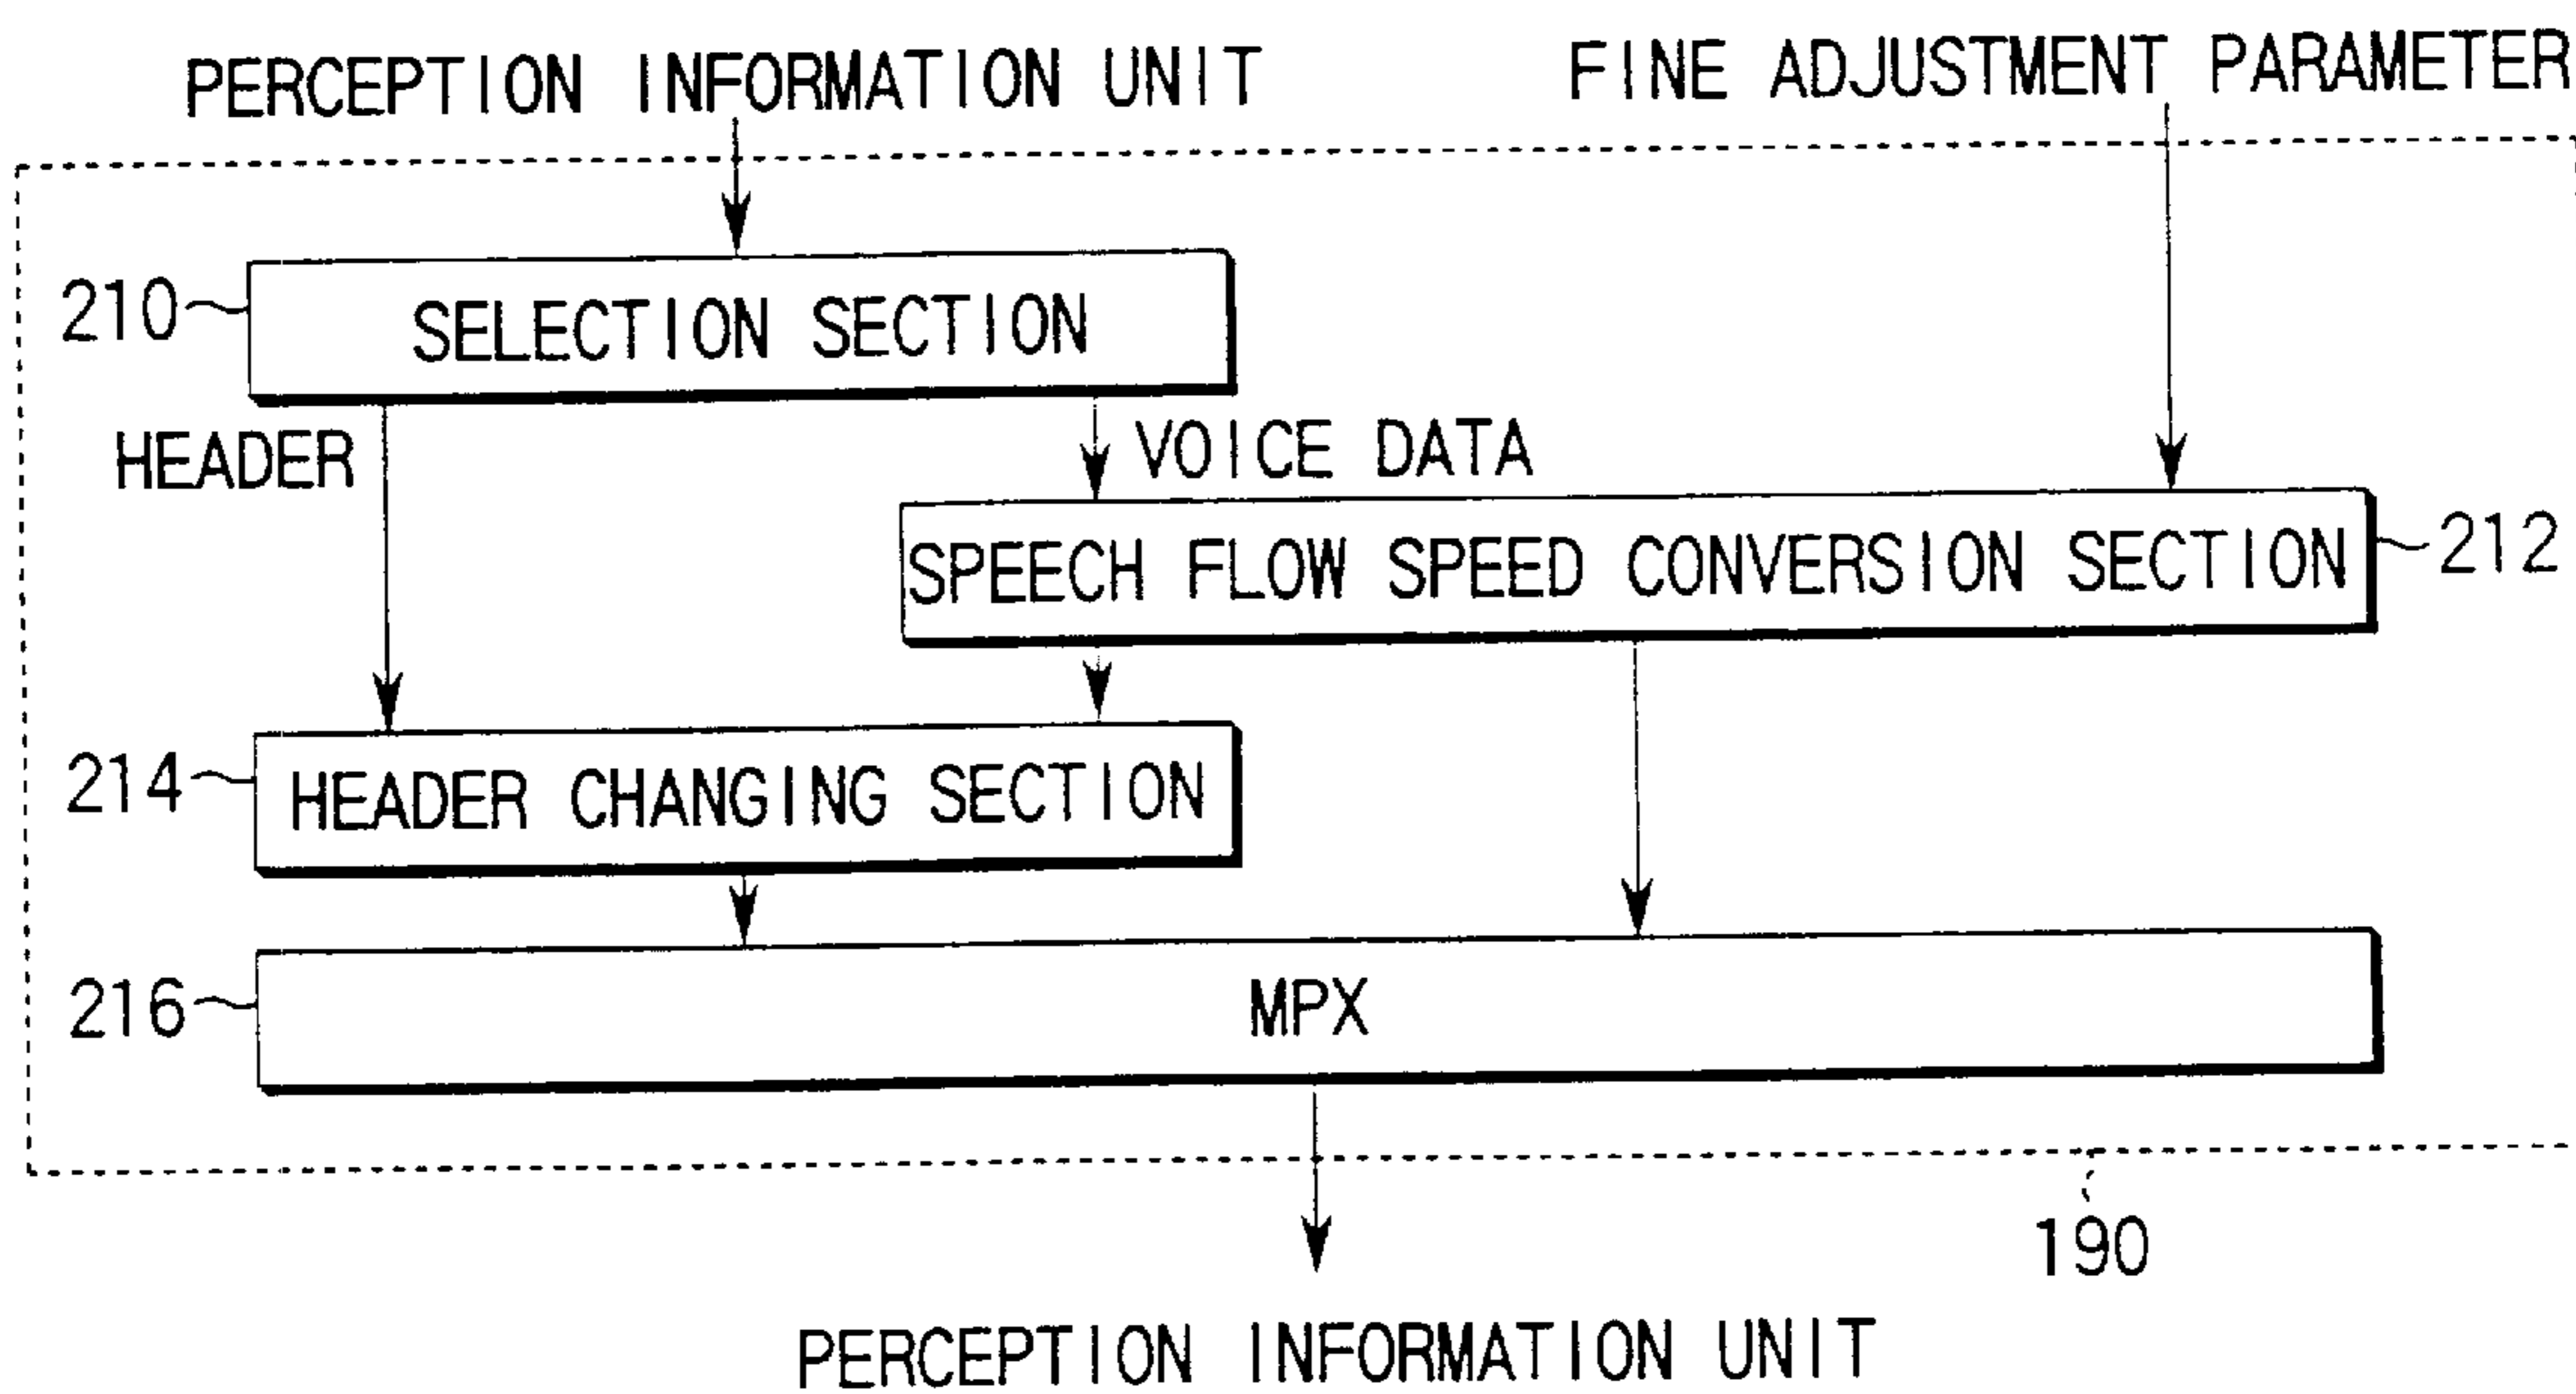 PERCEPTION INFORMATION UNIT
FINE ADJUSTMENT PARAMETER
210
SELECTION SECTION
HEADER
VOICE DATA
SPEECH FLOW SPEED CONVERSION SECTION
212
214
HEADER CHANGING SECTION
216
MPX
190
PERCEPTION INFORMATION UNIT